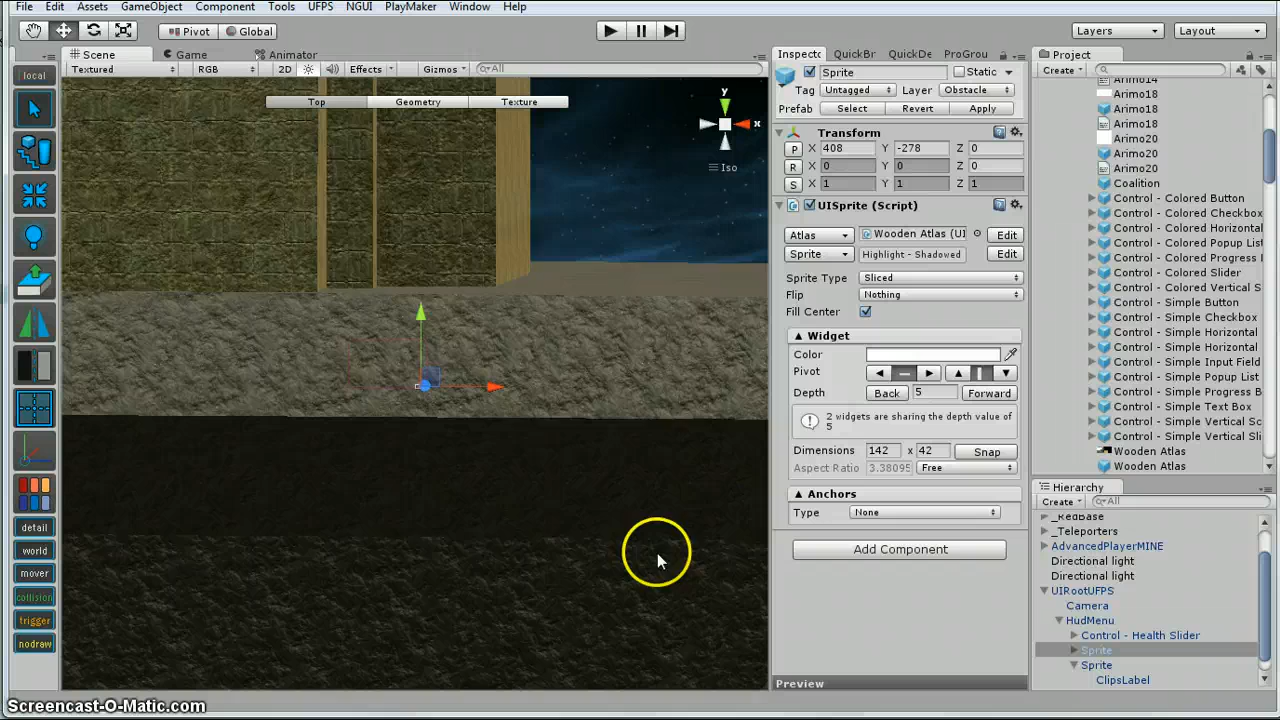 File Edit Assets GameObject Component Tools UFPS NGUI PlayMaker Window Help
Pivot Global Layers Layout
Scene Game Animator
Textured RGB 2D Effects Gizmos All
local
Top Geometry Texture
y
x
Iso
detail
world
mover
collision
trigger
nodraw
Inspectc QuickBr QuickDe ProGrou
Sprite Static
Tag Untagged Layer Obstacle
Prefab Select Revert Apply
Transform
P X 408 Y -278 Z 0
R X 0 Y 0 Z 0
S X 1 Y 1 Z 1
UISprite (Script)
Atlas Wooden Atlas (UI Edit
Sprite Highlight - Shadowed Edit
Sprite Type Sliced
Flip Nothing
Fill Center
▲ Widget
Color
Pivot
Depth Back 5 Forward
2 widgets are sharing the depth value of
5
Dimensions 142 x 42 Snap
Aspect Ratio 3.38095 Free
▲ Anchors
Type None
Add Component
Preview
Project
Create
Arimo14
Arimo18
Arimo18
Arimo18
Arimo20
Arimo20
Arimo20
Coalition
Control - Colored Button
Control - Colored Checkbox
Control - Colored Horizonta
Control - Colored Popup List
Control - Colored Progress
Control - Colored Slider
Control - Colored Vertical S
Control - Simple Button
Control - Simple Checkbox
Control - Simple Horizontal
Control - Simple Horizontal
Control - Simple Input Field
Control - Simple Popup List
Control - Simple Progress B
Control - Simple Text Box
Control - Simple Vertical Sc
Control - Simple Vertical Sli
Wooden Atlas
Wooden Atlas
Hierarchy
Create All
_RedBase
_Teleporters
AdvancedPlayerMINE
Directional light
Directional light
UIRootUFPS
Camera
HudMenu
Control - Health Slider
Sprite
Sprite
ClipsLabel
Screencast-O-Matic.com